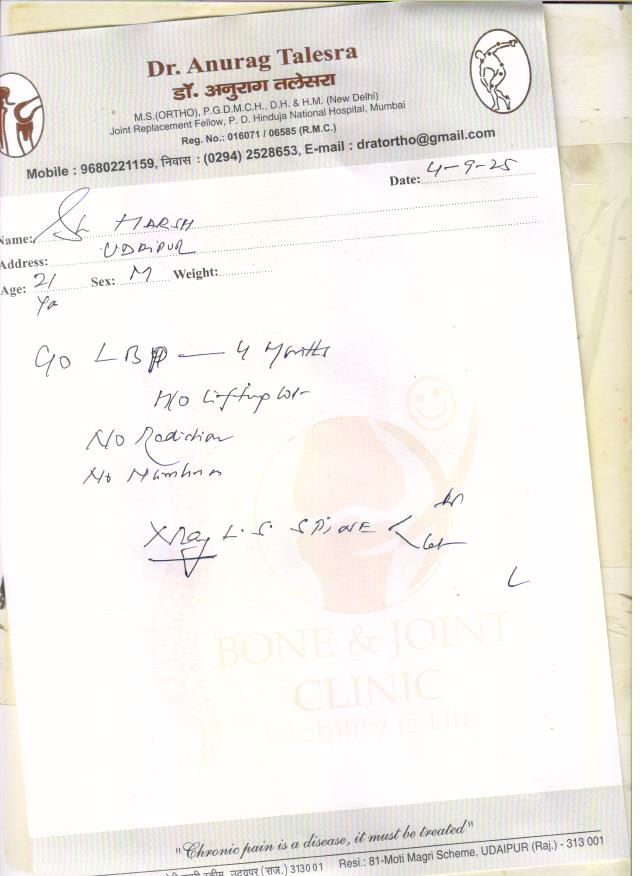 Dr. Anurag Talesra
डॉ. अनुराग तलेसरा
M.S.(ORTHO), P.G.D.M.C.H., D.H. & H.M. (New Delhi)
Joint Replacement Fellow, P. D. Hinduja National Hospital, Mumbai
Reg. No.: 016071 / 06585 (R.M.C.)
Mobile : 9680221159, निवास : (0294) 2528653, E-mail : dratortho@gmail.com
Date: 4-9-25
Name: HARSH
Address: UDAIPUR
Age: 21 Sex: M Weight:
C/O LBP — 4 Months
H/O Lifting wt
No Radiation
No Numbness
Xray L.S SPINE
BONE & JOINT
CLINIC
Mobility is Life
"Chronic pain is a disease, it must be treated"
उदयपुर (राज.) 313001 Resi.: 81-Moti Magri Scheme, UDAIPUR (Raj.) - 313 001